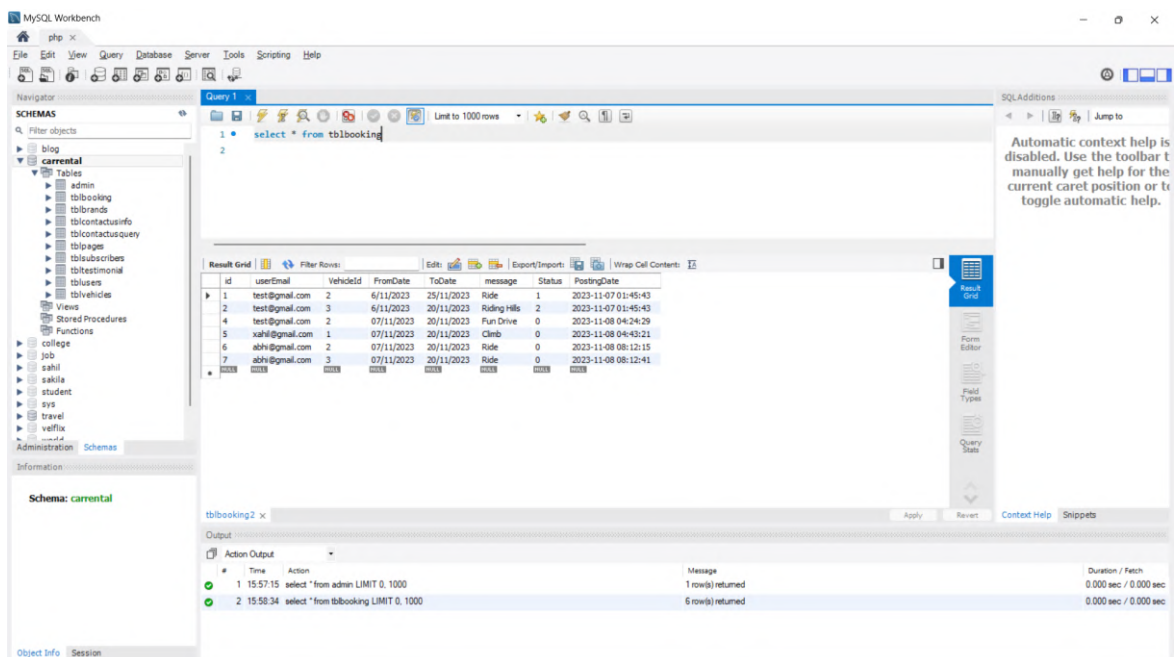 MySQL Workbench
php
File Edit View Query Database Server Tools Scripting Help
Navigator
SCHEMAS
Filter objects
blog
carrental
Tables
admin
tblbooking
tblbrands
tblcontactusinfo
tblcontactusquery
tblpages
tblsubscribers
tbltestimonial
tblusers
tblvehicles
Views
Stored Procedures
Functions
college
job
sahil
sakila
student
sys
travel
velflix
world
Administration Schemas
Information
Schema: carrental
Object Info Session
Query 1
Limit to 1000 rows
1 select * from tblbooking
2
Result Grid Filter Rows: Edit: Export/Import: Wrap Cell Content:
id userEmail VehicleId FromDate ToDate message Status PostingDate
1 test@gmail.com 2 6/11/2023 25/11/2023 Ride 1 2023-11-07 01:45:43
2 test@gmail.com 3 6/11/2023 20/11/2023 Riding Hills 2 2023-11-07 01:45:43
4 test@gmail.com 2 07/11/2023 20/11/2023 Fun Drive 0 2023-11-08 04:24:29
5 xahil@gmail.com 1 07/11/2023 20/11/2023 Climb 0 2023-11-08 04:43:21
6 abhi@gmail.com 2 07/11/2023 20/11/2023 Ride 0 2023-11-08 08:12:15
7 abhi@gmail.com 3 07/11/2023 20/11/2023 Ride 0 2023-11-08 08:12:41
NULL NULL NULL NULL NULL NULL NULL NULL
Result Grid
Form Editor
Field Types
Query Stats
tblbooking2 Apply Revert
SQLAdditions
Jump to
Automatic context help is
disabled. Use the toolbar t
manually get help for the
current caret position or to
toggle automatic help.
Context Help Snippets
Output
Action Output
# Time Action Message Duration / Fetch
1 15:57:15 select * from admin LIMIT 0, 1000 1 row(s) returned 0.000 sec / 0.000 sec
2 15:58:34 select * from tblbooking LIMIT 0, 1000 6 row(s) returned 0.000 sec / 0.000 sec